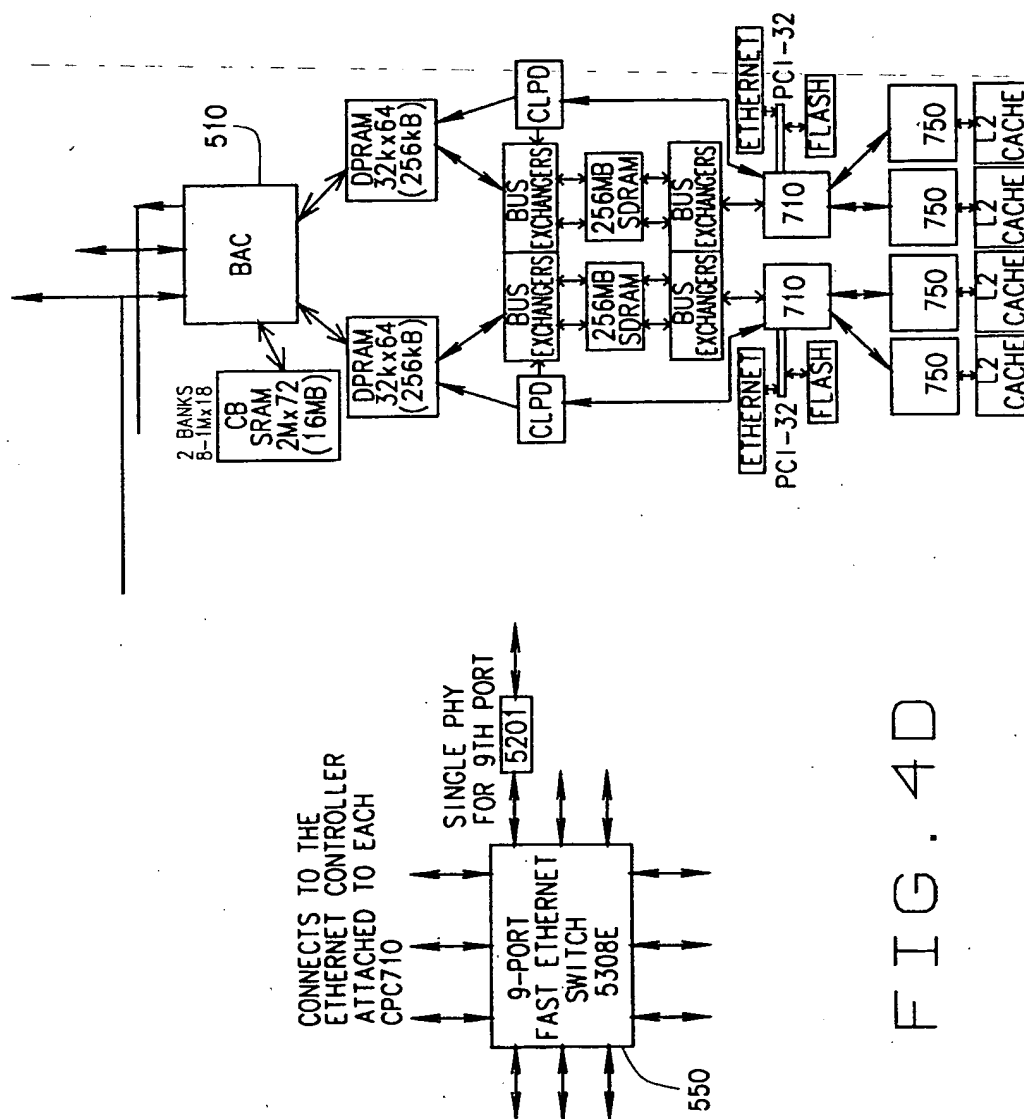 510
BAC
2 BANKS
8-1Mx18
CB
SRAM
2Mx72
(16MB)
DPRAM
32kx64
(256kB)
DPRAM
32kx64
(256kB)
CLPD
BUS
EXCHANGERS
BUS
EXCHANGERS
CLPD
256MB
SDRAM
256MB
SDRAM
BUS
EXCHANGERS
BUS
EXCHANGERS
ETHERNET
PCI-32
FLASH
710
710
ETHERNET
PCI-32
FLASH
750
750
750
750
L2
CACHE
L2
CACHE
L2
CACHE
L2
CACHE
CONNECTS TO THE
ETHERNET CONTROLLER
ATTACHED TO EACH
CPC710
SINGLE PHY
FOR 9TH PORT
5201
9-PORT
FAST ETHERNET
SWITCH
5308E
550
FIG. 4D